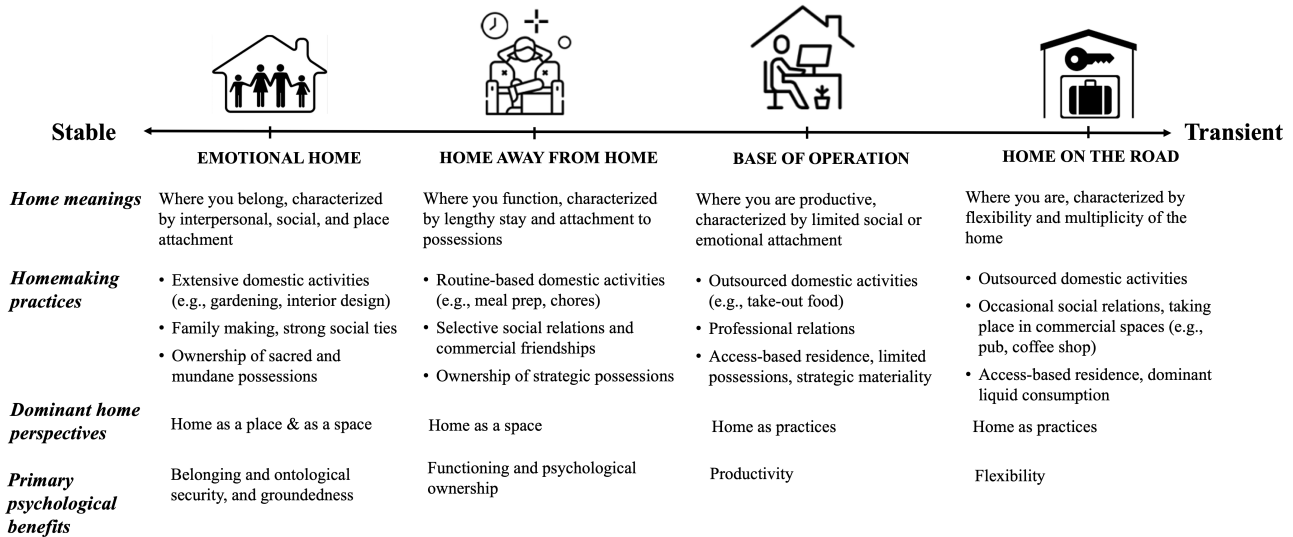 Stable
Transient
EMOTIONAL HOME
HOME AWAY FROM HOME
BASE OF OPERATION
HOME ON THE ROAD
Home meanings
Where you belong, characterized
by interpersonal, social, and place
attachment
Where you function, characterized
by lengthy stay and attachment to
possessions
Where you are productive,
characterized by limited social or
emotional attachment
Where you are, characterized by
flexibility and multiplicity of the
home
Homemaking
practices
• Extensive domestic activities
(e.g., gardening, interior design)
• Family making, strong social ties
• Ownership of sacred and
mundane possessions
• Routine-based domestic activities
(e.g., meal prep, chores)
• Selective social relations and
commercial friendships
• Ownership of strategic possessions
• Outsourced domestic activities
(e.g., take-out food)
• Professional relations
• Access-based residence, limited
possessions, strategic materiality
• Outsourced domestic activities
• Occasional social relations, taking
place in commercial spaces (e.g.,
pub, coffee shop)
• Access-based residence, dominant
liquid consumption
Dominant home
perspectives
Home as a place & as a space
Home as a space
Home as practices
Home as practices
Primary
psychological
benefits
Belonging and ontological
security, and groundedness
Functioning and psychological
ownership
Productivity
Flexibility